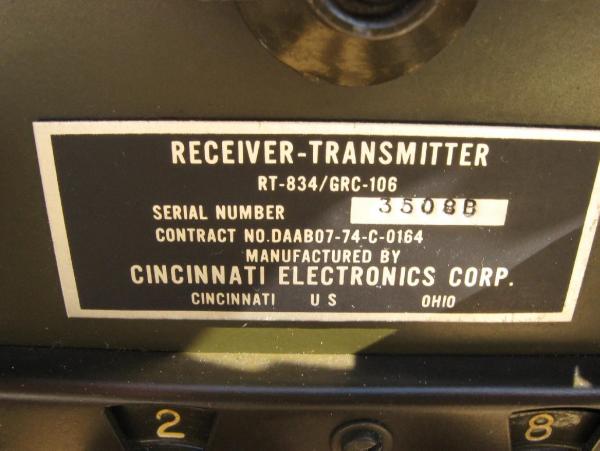 RECEIVER-TRANSMITTER
RT-834/GRC-106
SERIAL NUMBER 3508B
CONTRACT NO.DAAB07-74-C-0164
MANUFACTURED BY
CINCINNATI ELECTRONICS CORP.
CINCINNATI U S OHIO
2 8